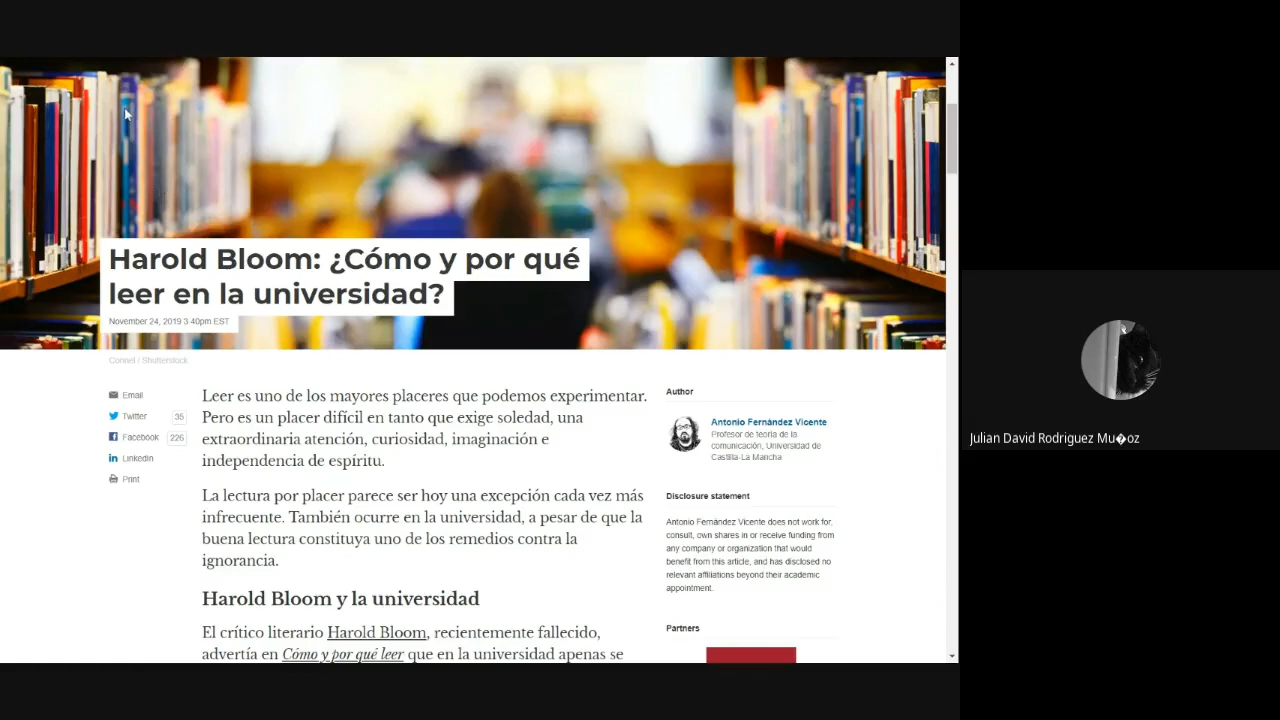 Harold Bloom: ¿Cómo y por qué
leer en la universidad?
November 24, 2019 3.40pm EST
Connel / Shutterstock
Email
Twitter 35
Facebook 226
LinkedIn
Print
Leer es uno de los mayores placeres que podemos experimentar.
Pero es un placer difícil en tanto que exige soledad, una
extraordinaria atención, curiosidad, imaginación e
independencia de espíritu.
La lectura por placer parece ser hoy una excepción cada vez más
infrecuente. También ocurre en la universidad, a pesar de que la
buena lectura constituya uno de los remedios contra la
ignorancia.
Harold Bloom y la universidad
El crítico literario Harold Bloom, recientemente fallecido,
advertía en Cómo y por qué leer que en la universidad apenas se
Author
Antonio Fernández Vicente
Profesor de teoría de la
comunicación, Universidad de
Castilla-La Mancha
Disclosure statement
Antonio Fernández Vicente does not work for,
consult, own shares in or receive funding from
any company or organization that would
benefit from this article, and has disclosed no
relevant affiliations beyond their academic
appointment.
Partners
Julian David Rodriguez Mu�oz